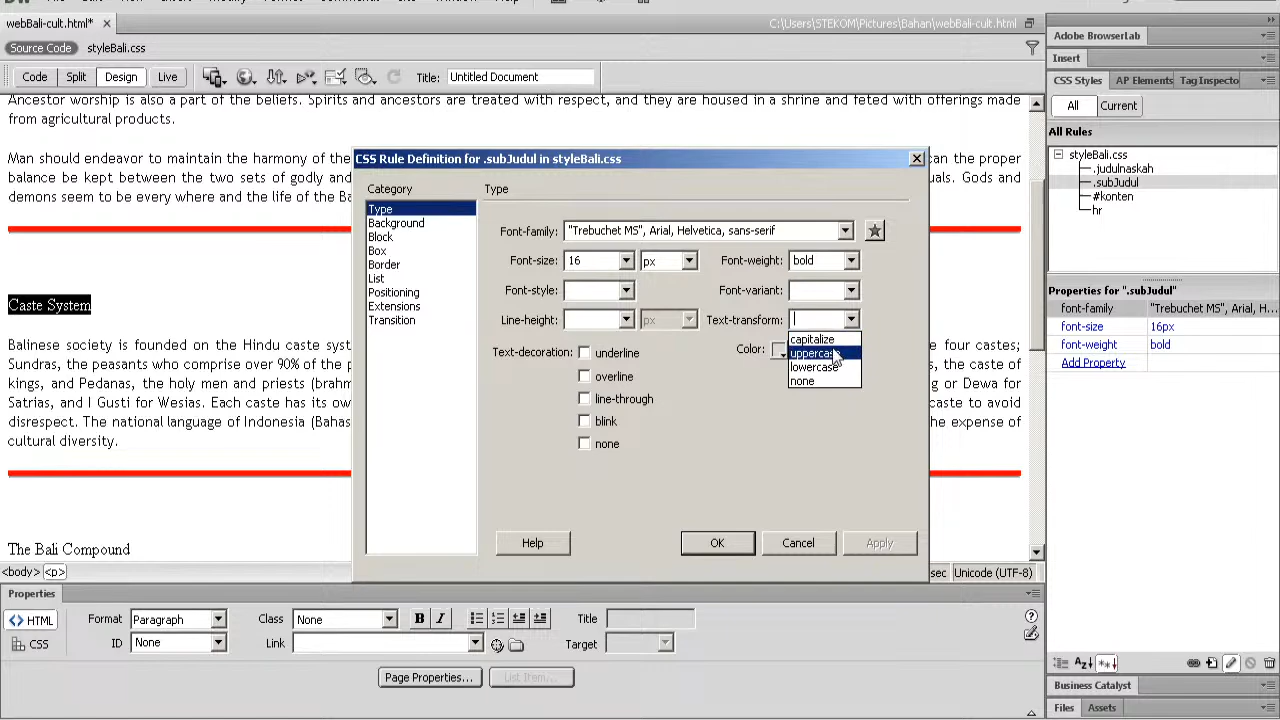 webBali-cult.html* ×
C:\Users\STEKOM\Pictures\Bahan\webBali-cult.html
Source Code styleBali.css
Code Split Design Live Title: Untitled Document
Ancestor worship is also a part of the beliefs. Spirits and ancestors are treated with respect, and they are housed in a shrine and feted with offerings made
from agricultural products.
Man should endeavor to maintain the harmony of the
can the proper
balance be kept between the two sets of godly and
uals. Gods and
demons seem to be every where and the life of the Ba
Caste System
Balinese society is founded on the Hindu caste syst
e four castes;
Sundras, the peasants who comprise over 90% of the p
s, the caste of
kings, and Pedanas, the holy men and priests (brahm
ng or Dewa for
Satrias, and I Gusti for Wesias. Each caste has its ow
caste to avoid
disrespect. The national language of Indonesia (Bahas
he expense of
cultural diversity.
The Bali Compound
<body> <p>
sec Unicode (UTF-8)
CSS Rule Definition for .subJudul in styleBali.css
Category
Type
Background
Block
Box
Border
List
Positioning
Extensions
Transition
Type
Font-family: "Trebuchet MS", Arial, Helvetica, sans-serif
Font-size: 16 px Font-weight: bold
Font-style: Font-variant:
Line-height: px Text-transform:
capitalize
uppercase
lowercase
none
Text-decoration: underline Color:
overline
line-through
blink
none
Help OK Cancel Apply
Properties
HTML Format Paragraph Class None B I Title
CSS ID None Link Target
Page Properties... List Item...
Adobe BrowserLab
Insert
CSS Styles AP Elements Tag Inspecto
All Current
All Rules
styleBali.css
.judulnaskah
.subJudul
#konten
hr
Properties for ".subJudul"
font-family "Trebuchet MS", Arial, H...
font-size 16px
font-weight bold
Add Property
Business Catalyst
Files Assets